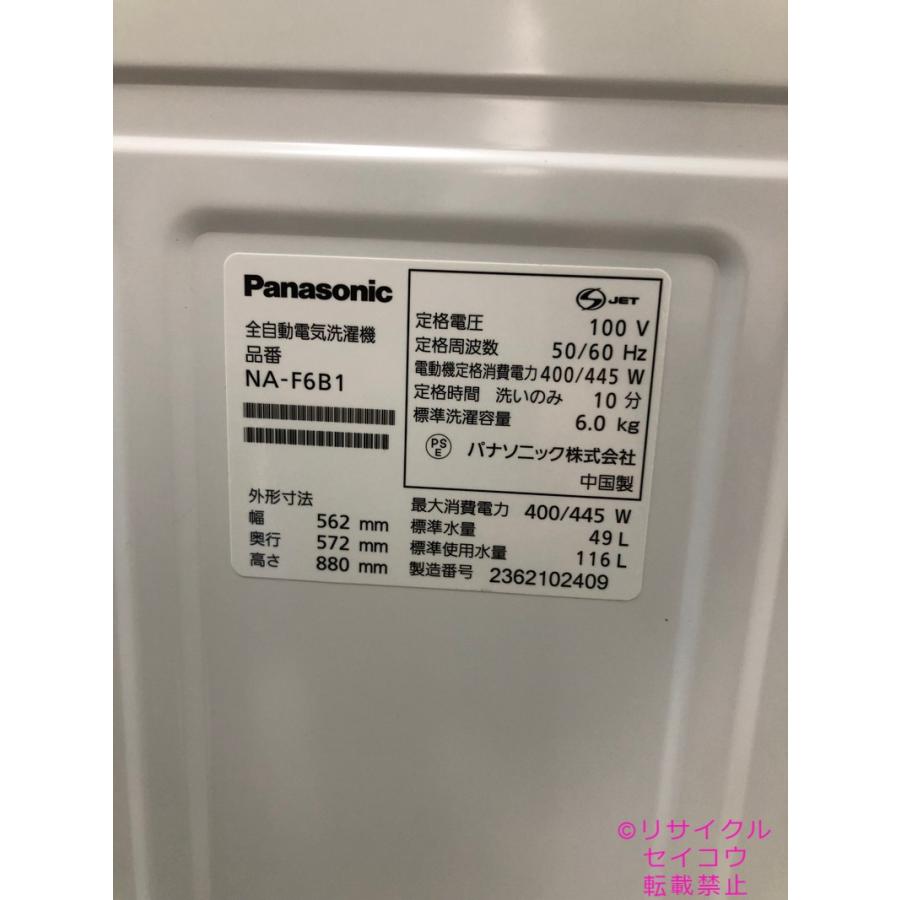 Panasonic
全自動電気洗濯機
品番
NA-F6B1
外形寸法
幅 562 mm
奥行 572 mm
高さ 880 mm
JET
定格電圧 100 V
定格周波数 50/60 Hz
電動機定格消費電力 400/445 W
定格時間 洗いのみ 10 分
標準洗濯容量 6.0 kg
PS
E
パナソニック株式会社
中国製
最大消費電力 400/445 W
標準水量 49 L
標準使用水量 116 L
製造番号 2362102409
©リサイクル
セイコウ
転載禁止